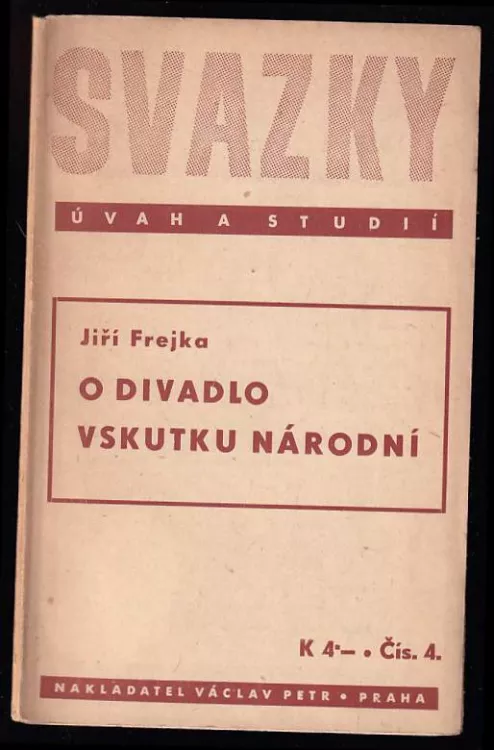 SVAZKY
ÚVAH A STUDIÍ
Jiří Frejka
O DIVADLO
VSKUTKU NÁRODNÍ
K 4·– • Čís. 4.
NAKLADATEL VÁCLAV PETR • PRAHA